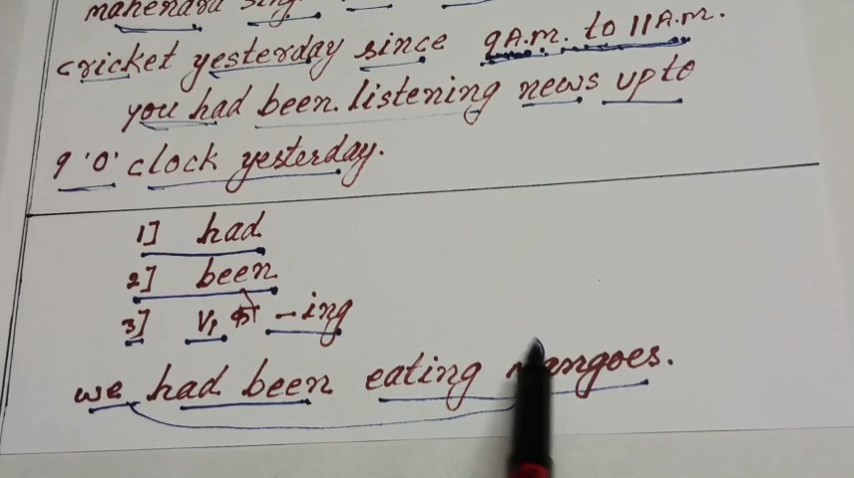 mahendra sing
cricket yesterday since 9 A.m. to 11 A.m.
you had been listening news upto
9 'O' clock yesterday.
1] had
2] been
3] V₁ का -ing
we had been eating mangoes.